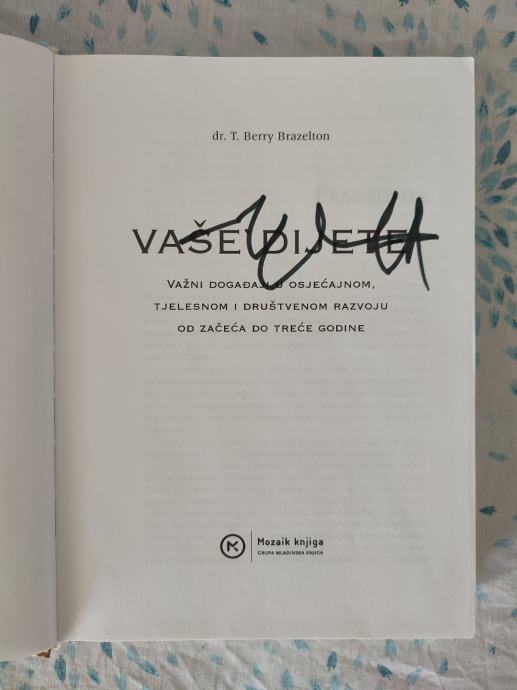 dr. T. Berry Brazelton
VAŠE DIJETE
VAŽNI DOGAĐAJI U OSJEĆAJNOM,
TJELESNOM I DRUŠTVENOM RAZVOJU
OD ZAČEĆA DO TREĆE GODINE
Mozaik knjiga
GRUPA MLADINSKA KNJIGA